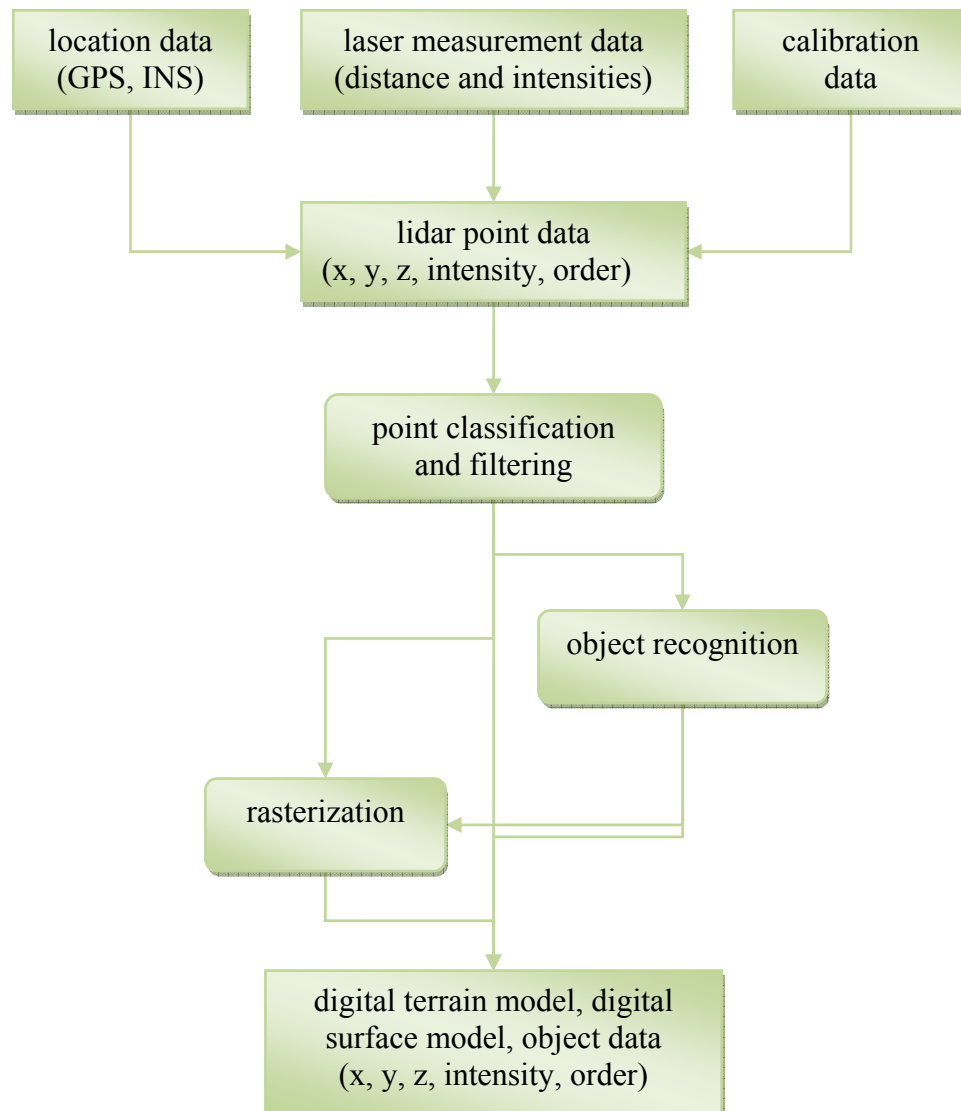 location data
(GPS, INS)
laser measurement data
(distance and intensities)
calibration
data
lidar point data
(x, y, z, intensity, order)
point classification
and filtering
object recognition
rasterization
digital terrain model, digital
surface model, object data
(x, y, z, intensity, order)